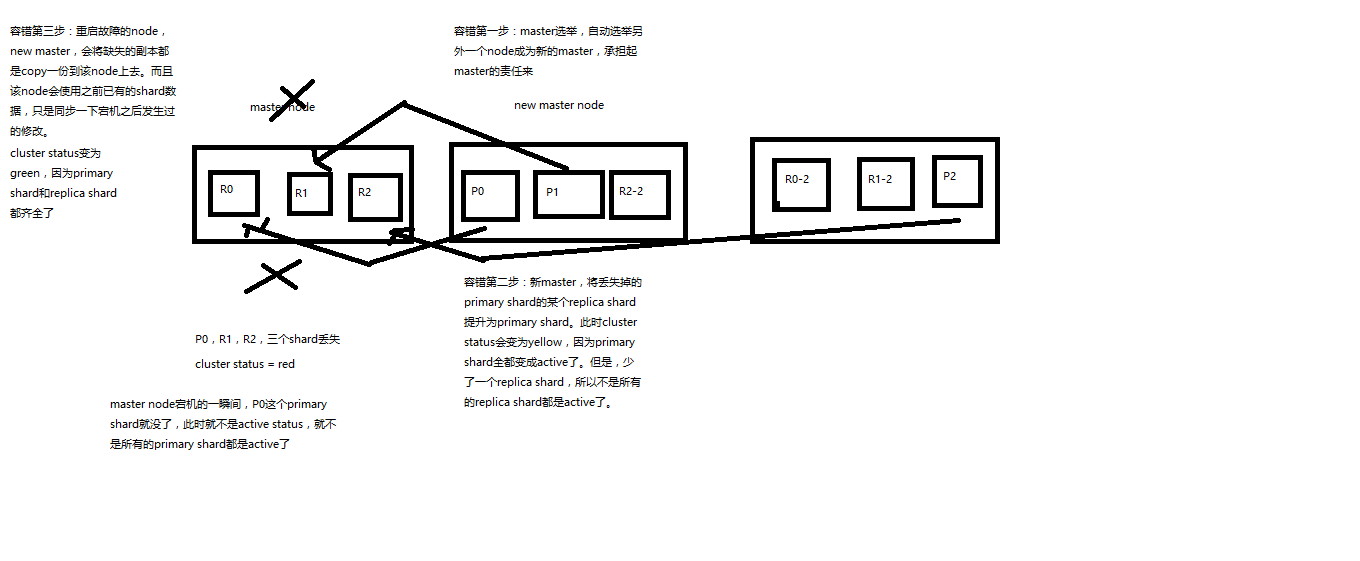 容错第三步：重启故障的node，
new master，会将缺失的副本都
是copy一份到该node上去。而且
该node会使用之前已有的shard数
据，只是同步一下宕机之后发生过
的修改。
cluster status变为
green，因为primary
shard和replica shard
都齐全了
容错第一步：master选举，自动选举另
外一个node成为新的master，承担起
master的责任来
master node
new master node
R0
R1
R2
P0
P1
R2-2
R0-2
R1-2
P2
容错第二步：新master，将丢失掉的
primary shard的某个replica shard
提升为primary shard。此时cluster
status会变为yellow，因为primary
shard全都变成active了。但是，少
了一个replica shard，所以不是所有
的replica shard都是active了。
P0，R1，R2，三个shard丢失
cluster status = red
master node宕机的一瞬间，P0这个primary
shard就没了，此时就不是active status，就不
是所有的primary shard都是active了